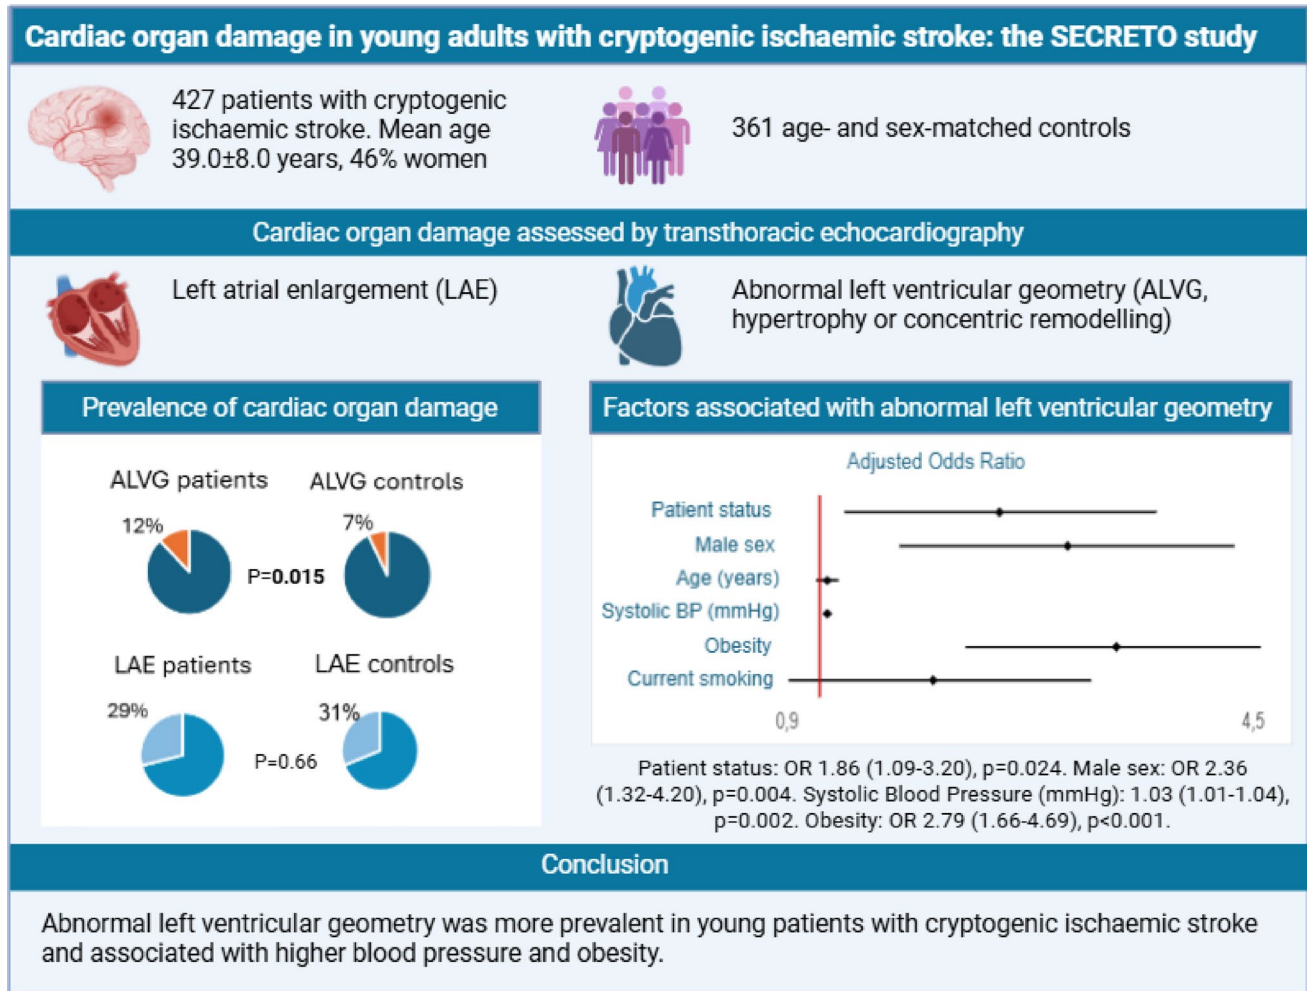 Cardiac organ damage in young adults with cryptogenic ischaemic stroke: the SECRETO study
427 patients with cryptogenic
ischaemic stroke. Mean age
39.0±8.0 years, 46% women
361 age- and sex-matched controls
Cardiac organ damage assessed by transthoracic echocardiography
Left atrial enlargement (LAE)
Abnormal left ventricular geometry (ALVG,
hypertrophy or concentric remodelling)
Prevalence of cardiac organ damage
ALVG patients
ALVG controls
12%
7%
P=0.015
LAE patients
LAE controls
29%
31%
P=0.66
Factors associated with abnormal left ventricular geometry
Adjusted Odds Ratio
Patient status
Male sex
Age (years)
Systolic BP (mmHg)
Obesity
Current smoking
0,9
4,5
Patient status: OR 1.86 (1.09-3.20), p=0.024. Male sex: OR 2.36
(1.32-4.20), p=0.004. Systolic Blood Pressure (mmHg): 1.03 (1.01-1.04),
p=0.002. Obesity: OR 2.79 (1.66-4.69), p<0.001.
Conclusion
Abnormal left ventricular geometry was more prevalent in young patients with cryptogenic ischaemic stroke
and associated with higher blood pressure and obesity.